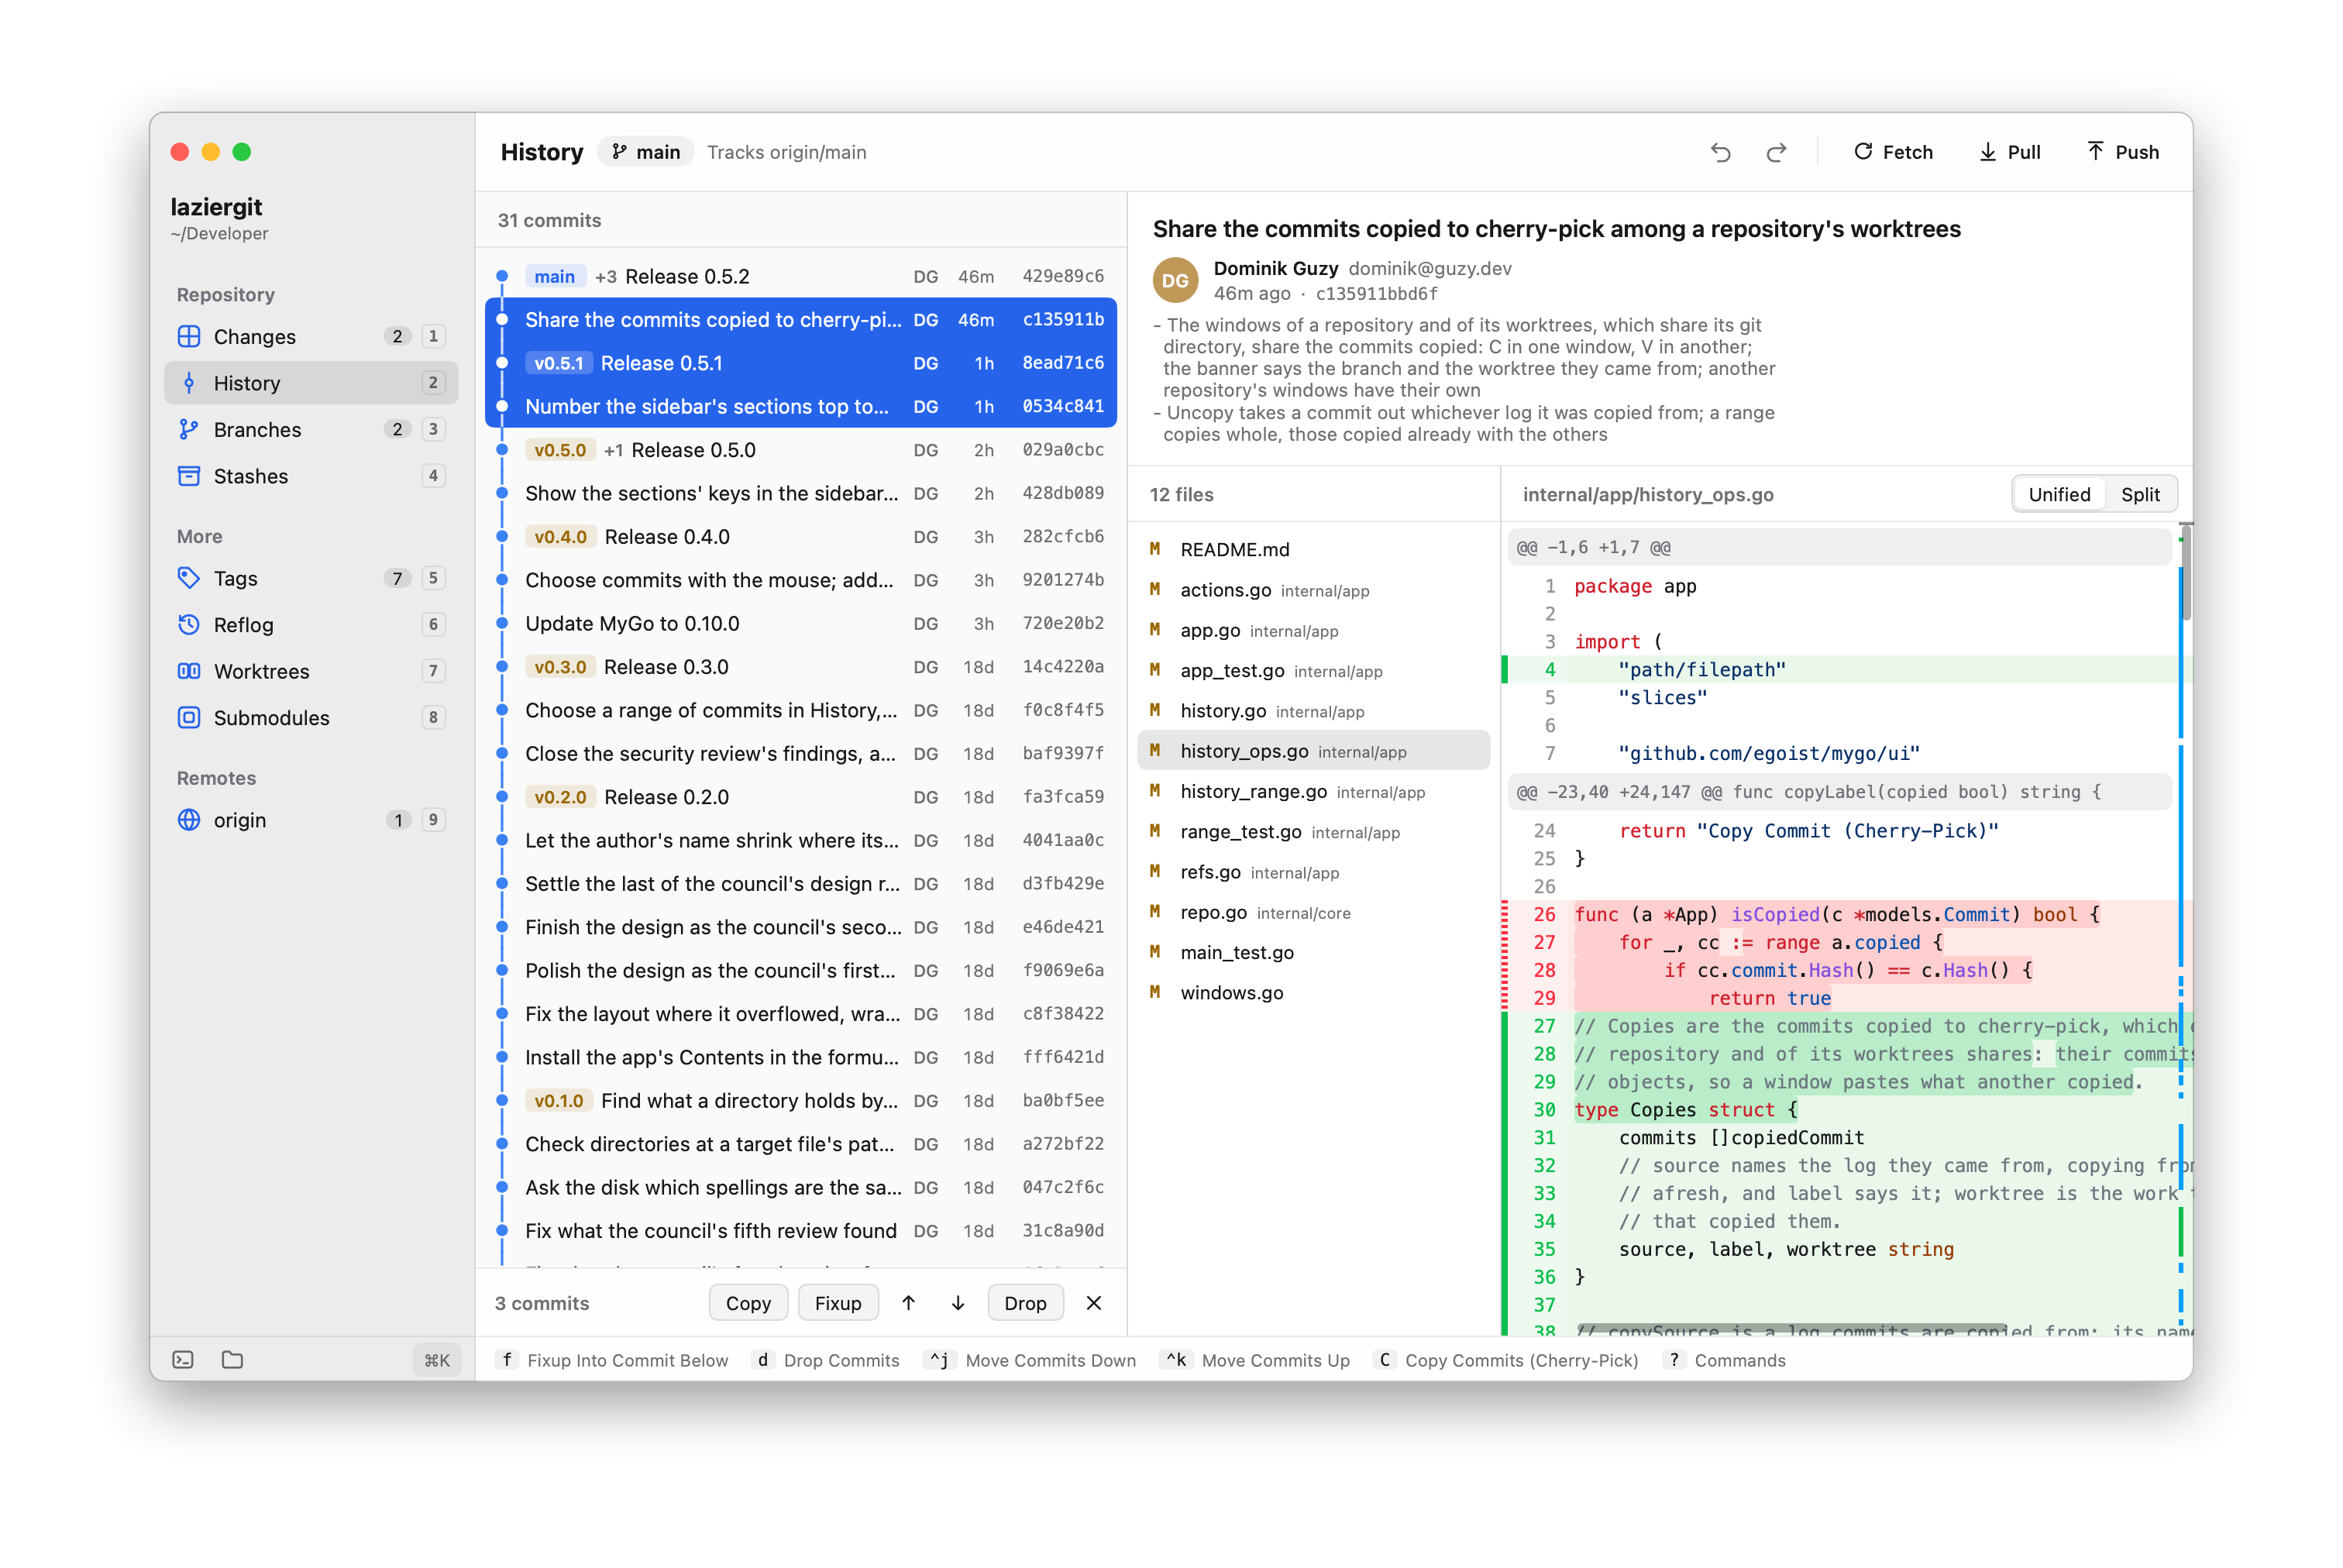 laziergit
~/Developer
Repository
Changes 2 1
History 2
Branches 2 3
Stashes 4
More
Tags 7 5
Reflog 6
Worktrees 7
Submodules 8
Remotes
origin 1 9
⌘K
History main Tracks origin/main
Fetch Pull Push
31 commits
main +3 Release 0.5.2 DG 46m 429e89c6
Share the commits copied to cherry-pi... DG 46m c135911b
v0.5.1 Release 0.5.1 DG 1h 8ead71c6
Number the sidebar's sections top to... DG 1h 0534c841
v0.5.0 +1 Release 0.5.0 DG 2h 029a0cbc
Show the sections' keys in the sidebar... DG 2h 428db089
v0.4.0 Release 0.4.0 DG 3h 282cfcb6
Choose commits with the mouse; add... DG 3h 9201274b
Update MyGo to 0.10.0 DG 3h 720e20b2
v0.3.0 Release 0.3.0 DG 18d 14c4220a
Choose a range of commits in History,... DG 18d f0c8f4f5
Close the security review's findings, a... DG 18d baf9397f
v0.2.0 Release 0.2.0 DG 18d fa3fca59
Let the author's name shrink where its... DG 18d 4041aa0c
Settle the last of the council's design r... DG 18d d3fb429e
Finish the design as the council's seco... DG 18d e46de421
Polish the design as the council's first... DG 18d f9069e6a
Fix the layout where it overflowed, wra... DG 18d c8f38422
Install the app's Contents in the formu... DG 18d fff6421d
v0.1.0 Find what a directory holds by... DG 18d ba0bf5ee
Check directories at a target file's pat... DG 18d a272bf22
Ask the disk which spellings are the sa... DG 18d 047c2f6c
Fix what the council's fifth review found DG 18d 31c8a90d
3 commits Copy Fixup ↑ ↓ Drop ×
Share the commits copied to cherry-pick among a repository's worktrees
DG
Dominik Guzy dominik@guzy.dev
46m ago · c135911bbd6f
- The windows of a repository and of its worktrees, which share its git
directory, share the commits copied: C in one window, V in another;
the banner says the branch and the worktree they came from; another
repository's windows have their own
- Uncopy takes a commit out whichever log it was copied from; a range
copies whole, those copied already with the others
12 files
M README.md
M actions.go internal/app
M app.go internal/app
M app_test.go internal/app
M history.go internal/app
M history_ops.go internal/app
M history_range.go internal/app
M range_test.go internal/app
M refs.go internal/app
M repo.go internal/core
M main_test.go
M windows.go
internal/app/history_ops.go Unified Split
@@ -1,6 +1,7 @@
1 package app
2
3 import (
4 "path/filepath"
5 "slices"
6
7 "github.com/egoist/mygo/ui"
@@ -23,40 +24,147 @@ func copyLabel(copied bool) string {
24 return "Copy Commit (Cherry-Pick)"
25 }
26
26 func (a *App) isCopied(c *models.Commit) bool {
27 for _, cc := range a.copied {
28 if cc.commit.Hash() == c.Hash() {
29 return true
27 // Copies are the commits copied to cherry-pick, which
28 // repository and of its worktrees shares: their commits
29 // objects, so a window pastes what another copied.
30 type Copies struct {
31 commits []copiedCommit
32 // source names the log they came from, copying from
33 // afresh, and label says it; worktree is the work
34 // that copied them.
35 source, label, worktree string
36 }
37
38 // copySource is a log commits are copied from: its name
f Fixup Into Commit Below d Drop Commits ^j Move Commits Down ^k Move Commits Up C Copy Commits (Cherry-Pick) ? Commands